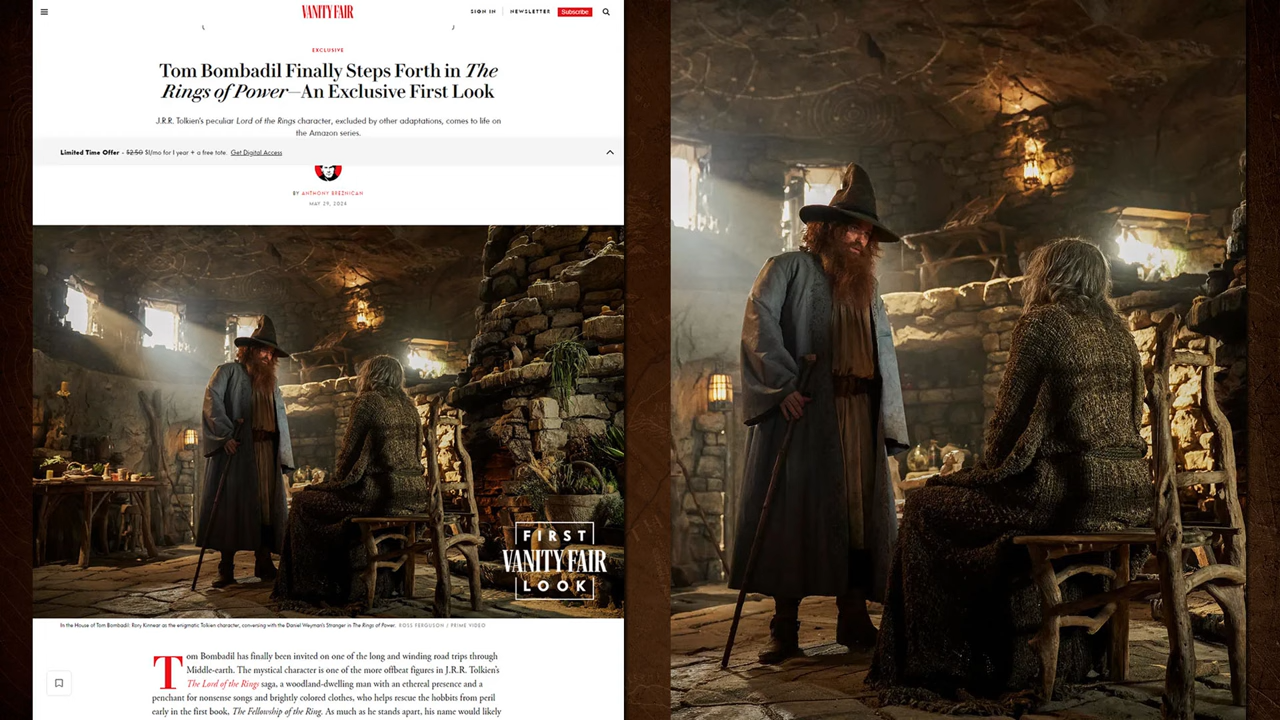 VANITY FAIR
SIGN IN
NEWSLETTER
Subscribe
EXCLUSIVE
Tom Bombadil Finally Steps Forth in The
Rings of Power—An Exclusive First Look
J.R.R. Tolkien's peculiar Lord of the Rings character, excluded by other adaptations, comes to life on
the Amazon series.
Limited Time Offer - $2.50 $1/mo for 1 year + a free tote. Get Digital Access
BY ANTHONY BREZNICAN
MAY 29, 2024
FIRST
VANITY FAIR
LOOK
In the House of Tom Bombadil: Rory Kinnear as the enigmatic Tolkien character, conversing with the Daniel Weyman's Stranger in The Rings of Power. ROSS FERGUSON / PRIME VIDEO
Tom Bombadil has finally been invited on one of the long and winding road trips through
Middle-earth. The mystical character is one of the more offbeat figures in J.R.R. Tolkien's
The Lord of the Rings saga, a woodland-dwelling man with an ethereal presence and a
penchant for nonsense songs and brightly colored clothes, who helps rescue the hobbits from peril
early in the first book, The Fellowship of the Ring. As much as he stands apart, his name would likely